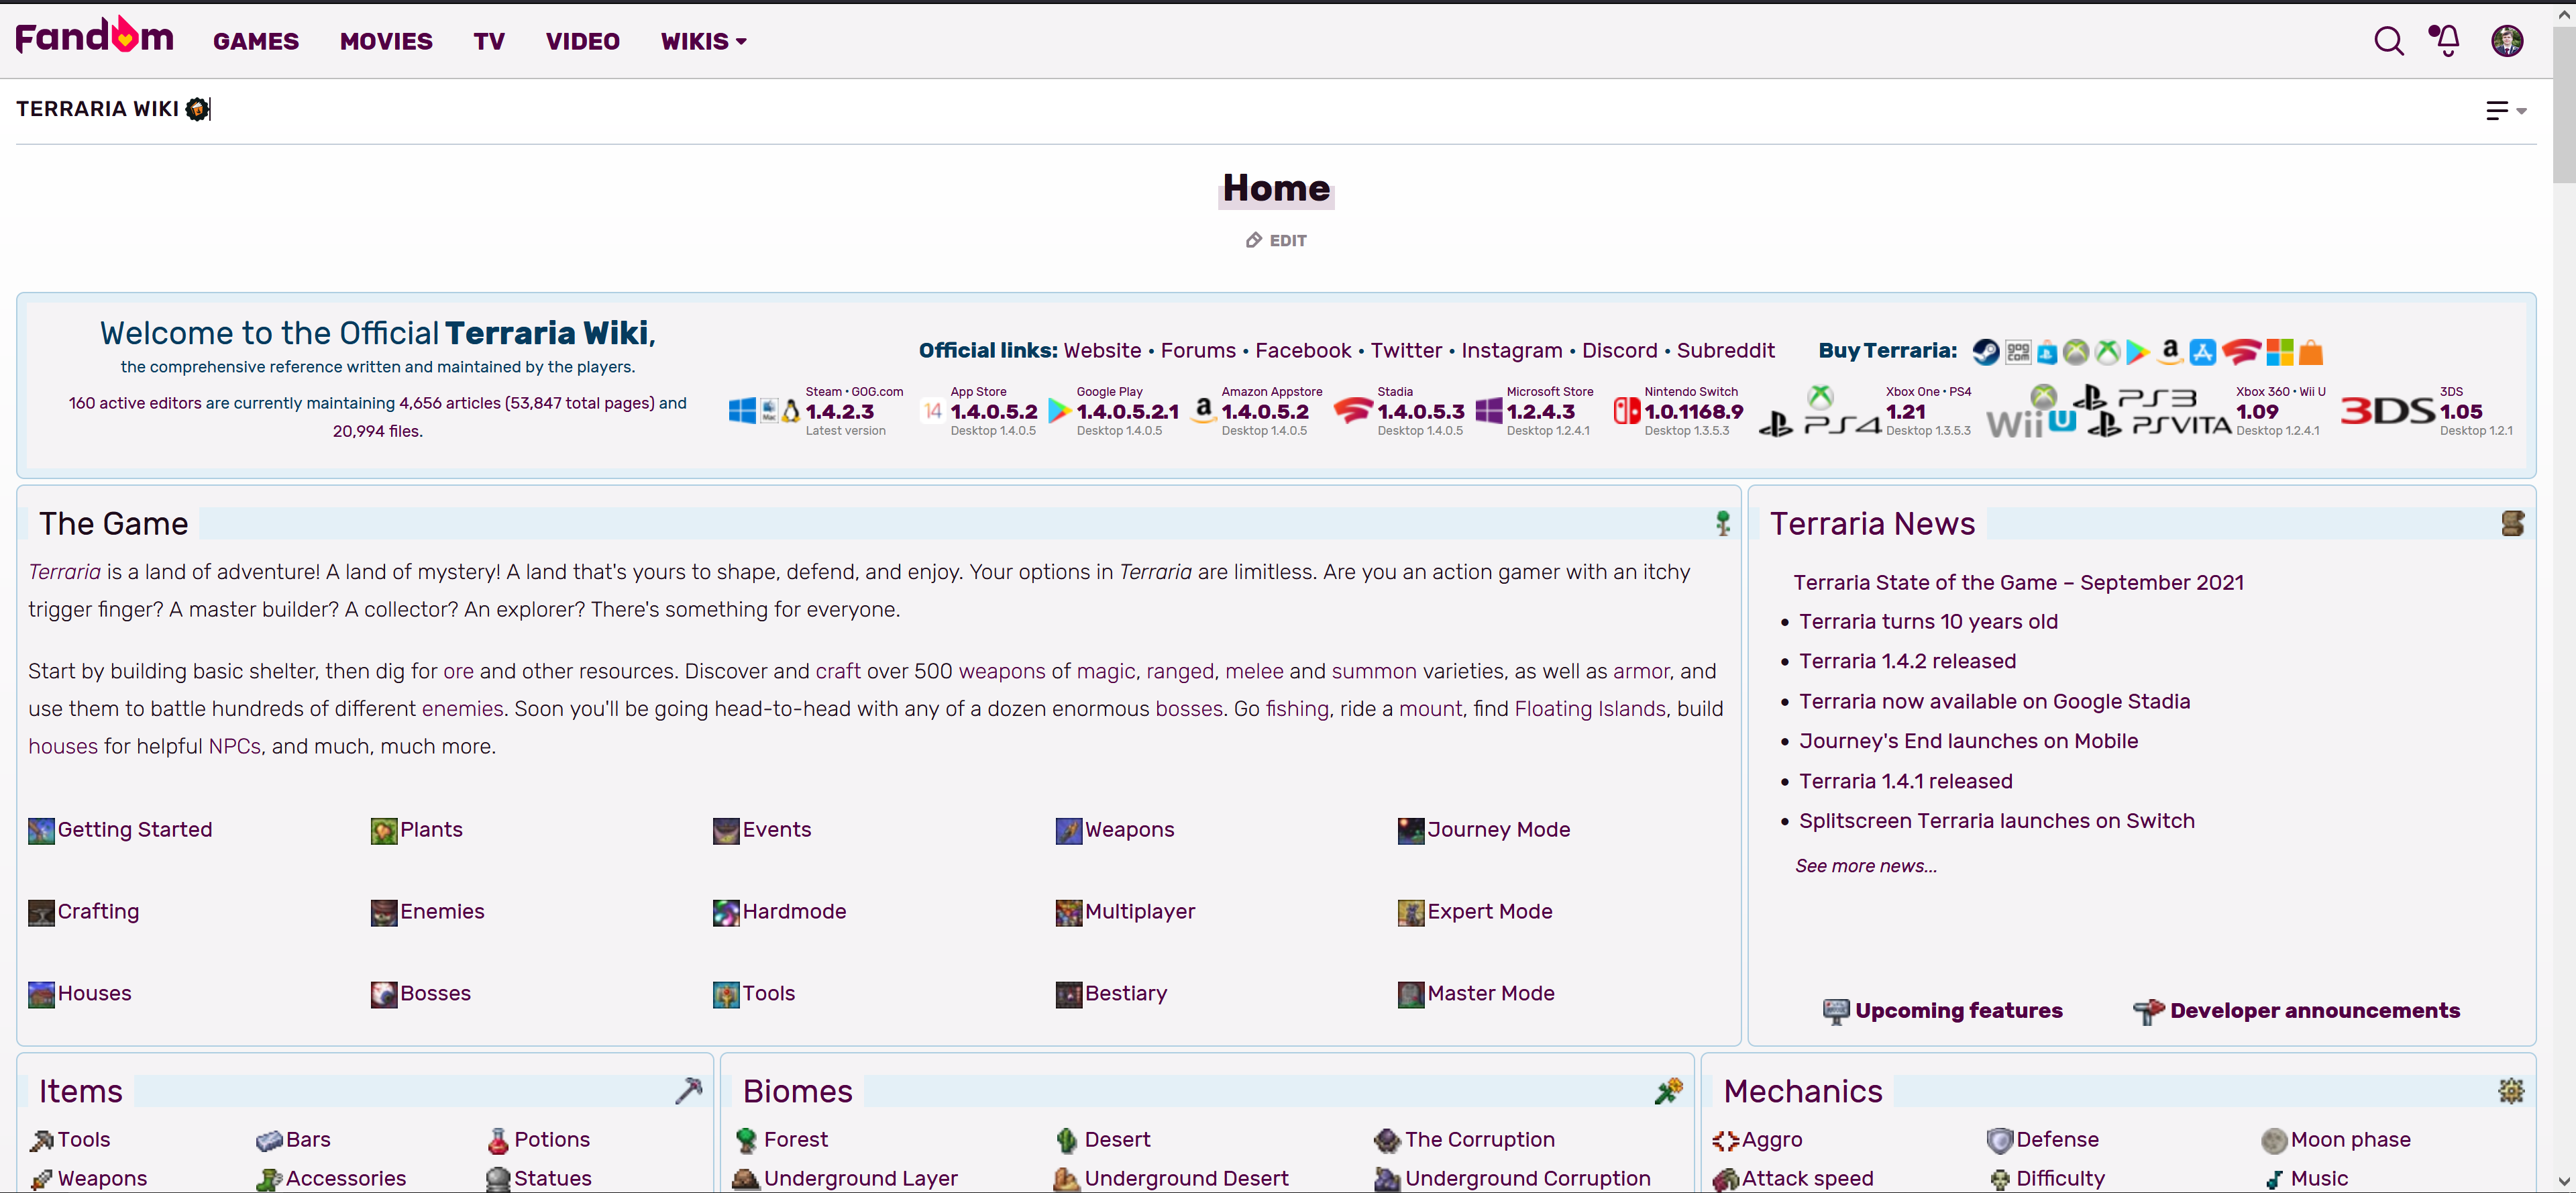 Fandom GAMES MOVIES TV VIDEO WIKIS
TERRARIA WIKI
Home
EDIT
Welcome to the Official Terraria Wiki,
the comprehensive reference written and maintained by the players.
160 active editors are currently maintaining 4,656 articles (53,847 total pages) and
20,994 files.
Official links: Website • Forums • Facebook • Twitter • Instagram • Discord • Subreddit
Buy Terraria: GOG COM a
Mac
Steam • GOG.com
1.4.2.3
Latest version
14
App Store
1.4.0.5.2
Desktop 1.4.0.5
Google Play
1.4.0.5.2.1
Desktop 1.4.0.5
a
Amazon Appstore
1.4.0.5.2
Desktop 1.4.0.5
Stadia
1.4.0.5.3
Desktop 1.4.0.5
Microsoft Store
1.2.4.3
Desktop 1.2.4.1
Nintendo Switch
1.0.1168.9
Desktop 1.3.5.3
PS4
Xbox One • PS4
1.21
Desktop 1.3.5.3
Wii U
PS3
PSVITA
Xbox 360 • Wii U
1.09
Desktop 1.2.4.1
3DS
3DS
1.05
Desktop 1.2.1
The Game
Terraria is a land of adventure! A land of mystery! A land that's yours to shape, defend, and enjoy. Your options in Terraria are limitless. Are you an action gamer with an itchy
trigger finger? A master builder? A collector? An explorer? There's something for everyone.
Start by building basic shelter, then dig for ore and other resources. Discover and craft over 500 weapons of magic, ranged, melee and summon varieties, as well as armor, and
use them to battle hundreds of different enemies. Soon you'll be going head-to-head with any of a dozen enormous bosses. Go fishing, ride a mount, find Floating Islands, build
houses for helpful NPCs, and much, much more.
Getting Started Plants Events Weapons Journey Mode
Crafting Enemies Hardmode Multiplayer Expert Mode
Houses Bosses Tools Bestiary Master Mode
Terraria News
Terraria State of the Game – September 2021
• Terraria turns 10 years old
• Terraria 1.4.2 released
• Terraria now available on Google Stadia
• Journey's End launches on Mobile
• Terraria 1.4.1 released
• Splitscreen Terraria launches on Switch
See more news...
Upcoming features Developer announcements
Items
Tools Bars Potions
Weapons Accessories Statues
Biomes
Forest Desert The Corruption
Underground Layer Underground Desert Underground Corruption
Mechanics
Aggro Defense Moon phase
Attack speed Difficulty Music